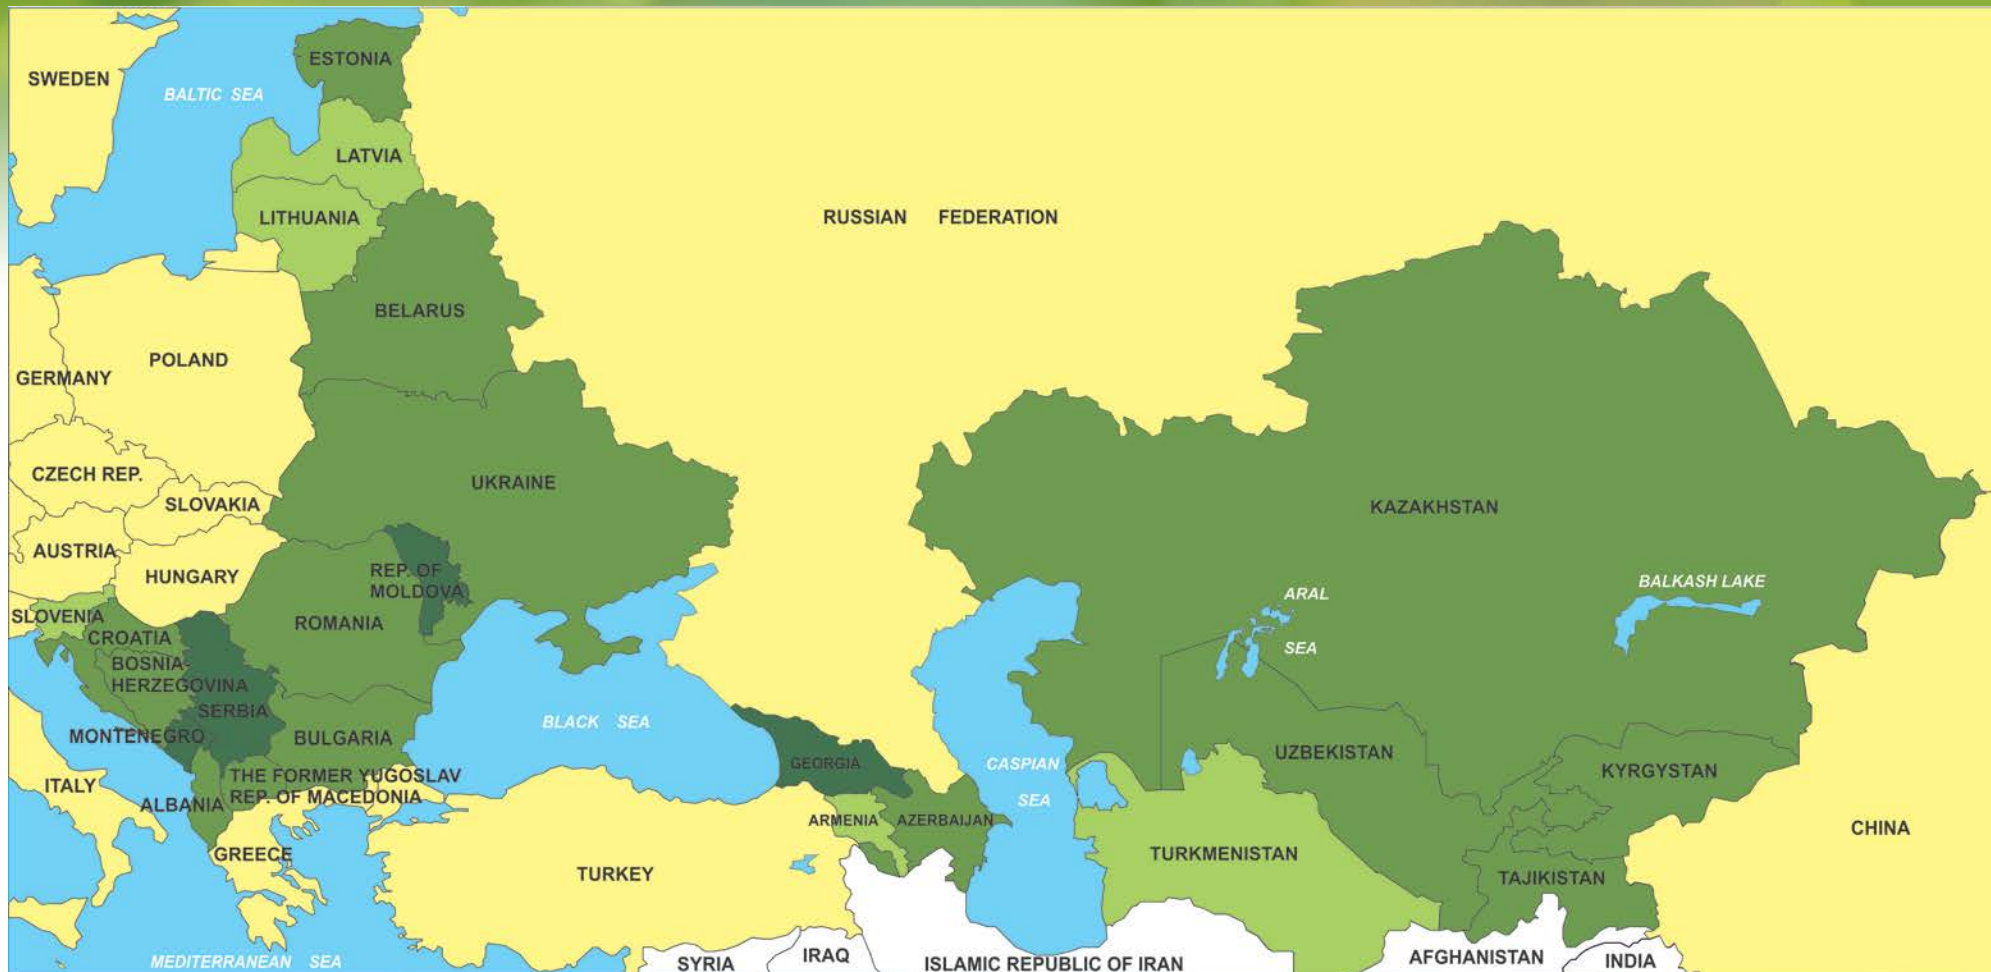 ESTONIA
SWEDEN
BALTIC SEA
LATVIA
LITHUANIA
RUSSIAN FEDERATION
BELARUS
POLAND
GERMANY
CZECH REP.
UKRAINE
SLOVAKIA
KAZAKHSTAN
AUSTRIA
HUNGARY
REP. OF
MOLDOVA
BALKASH LAKE
ARAL
SEA
SLOVENIA
ROMANIA
CROATIA
BOSNIA-
HERZEGOVINA
SERBIA
BLACK SEA
MONTENEGRO
BULGARIA
UZBEKISTAN
GEORGIA
CASPIAN
SEA
KYRGYSTAN
THE FORMER YUGOSLAV
REP. OF MACEDONIA
ITALY
ALBANIA
ARMENIA
AZERBAIJAN
CHINA
GREECE
TURKMENISTAN
TURKEY
TAJIKISTAN
MEDITERRANEAN SEA
SYRIA
IRAQ
ISLAMIC REPUBLIC OF IRAN
AFGHANISTAN
INDIA